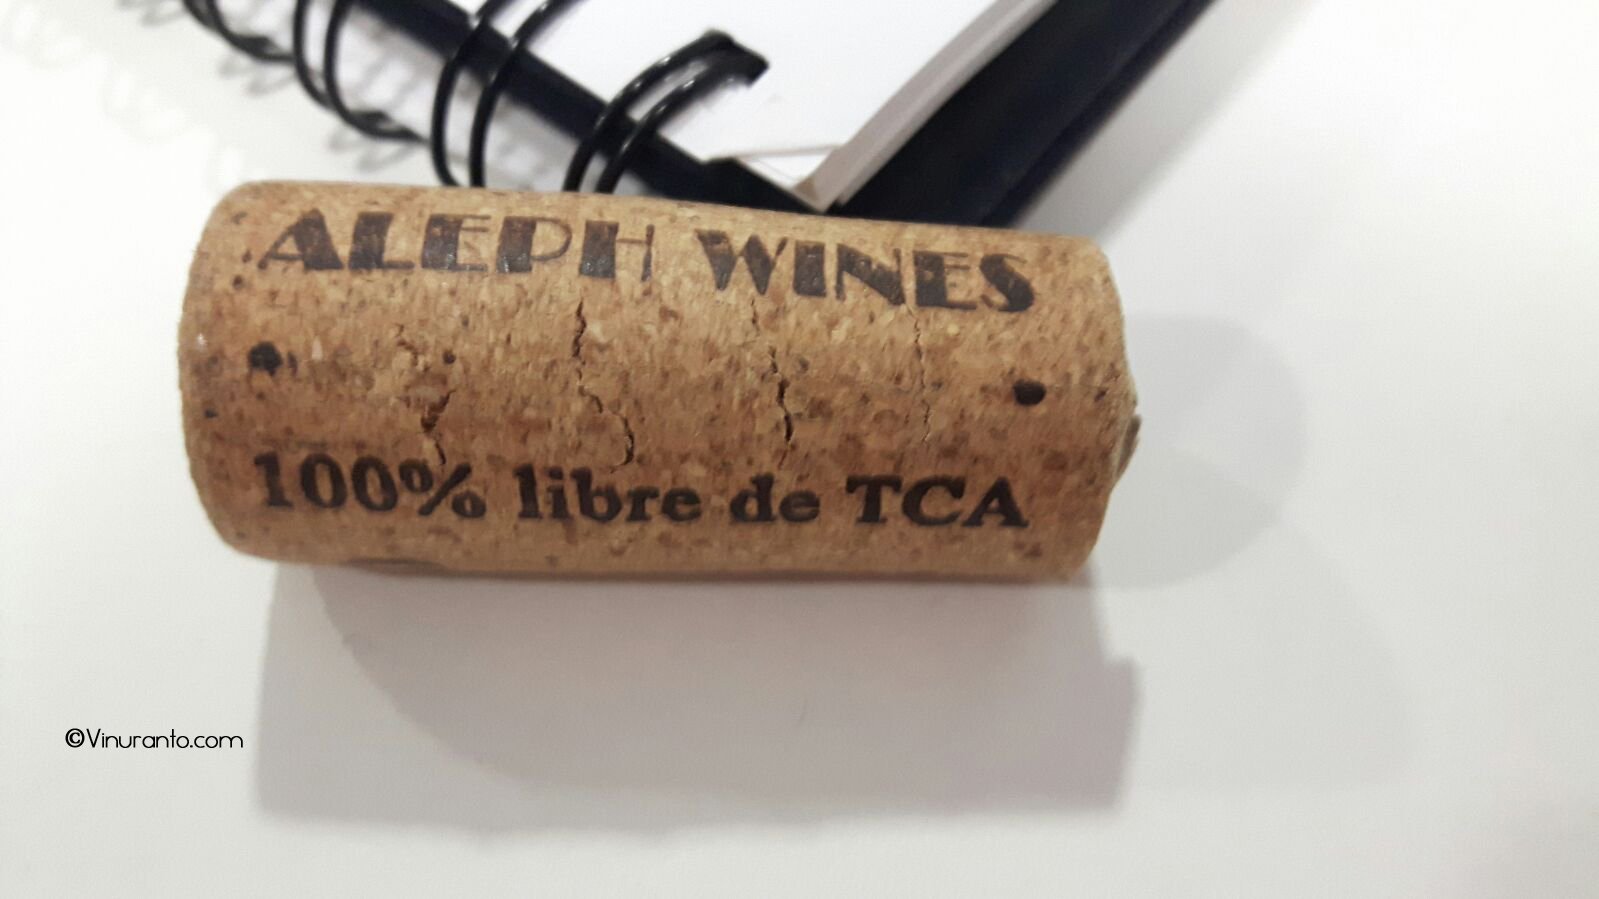 ALEPH WINES
100% libre de TCA
©Vinuranto.com